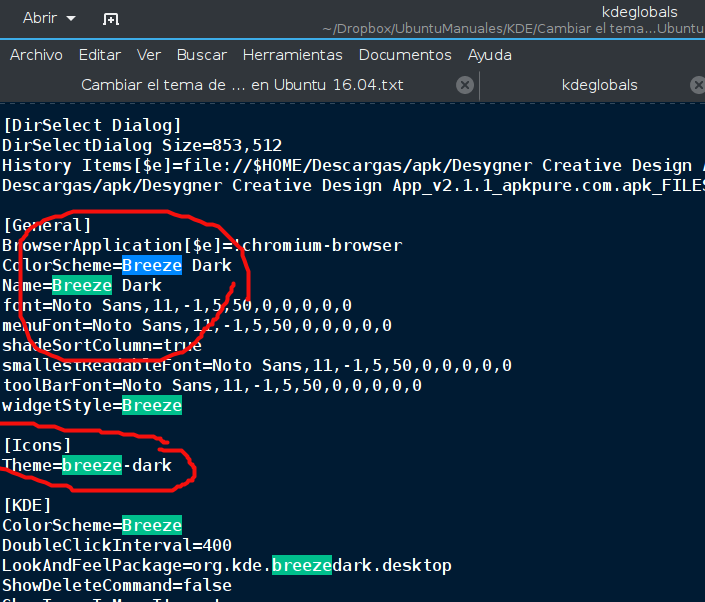 Abrir
kdeglobals
~/Dropbox/UbuntuManuales/KDE/Cambiar el tema...Ubuntu
Archivo Editar Ver Buscar Herramientas Documentos Ayuda
Cambiar el tema de ... en Ubuntu 16.04.txt kdeglobals
[DirSelect Dialog]
DirSelectDialog Size=853,512
History Items[$e]=file://$HOME/Descargas/apk/Desygner Creative Design A
Descargas/apk/Desygner Creative Design App_v2.1.1_apkpure.com.apk_FILES
[General]
BrowserApplication[$e]=!chromium-browser
ColorScheme=Breeze Dark
Name=Breeze Dark
font=Noto Sans,11,-1,5,50,0,0,0,0,0
menuFont=Noto Sans,11,-1,5,50,0,0,0,0,0
shadeSortColumn=true
smallestReadableFont=Noto Sans,11,-1,5,50,0,0,0,0,0
toolBarFont=Noto Sans,11,-1,5,50,0,0,0,0,0
widgetStyle=Breeze
[Icons]
Theme=breeze-dark
[KDE]
ColorScheme=Breeze
DoubleClickInterval=400
LookAndFeelPackage=org.kde.breezedark.desktop
ShowDeleteCommand=false